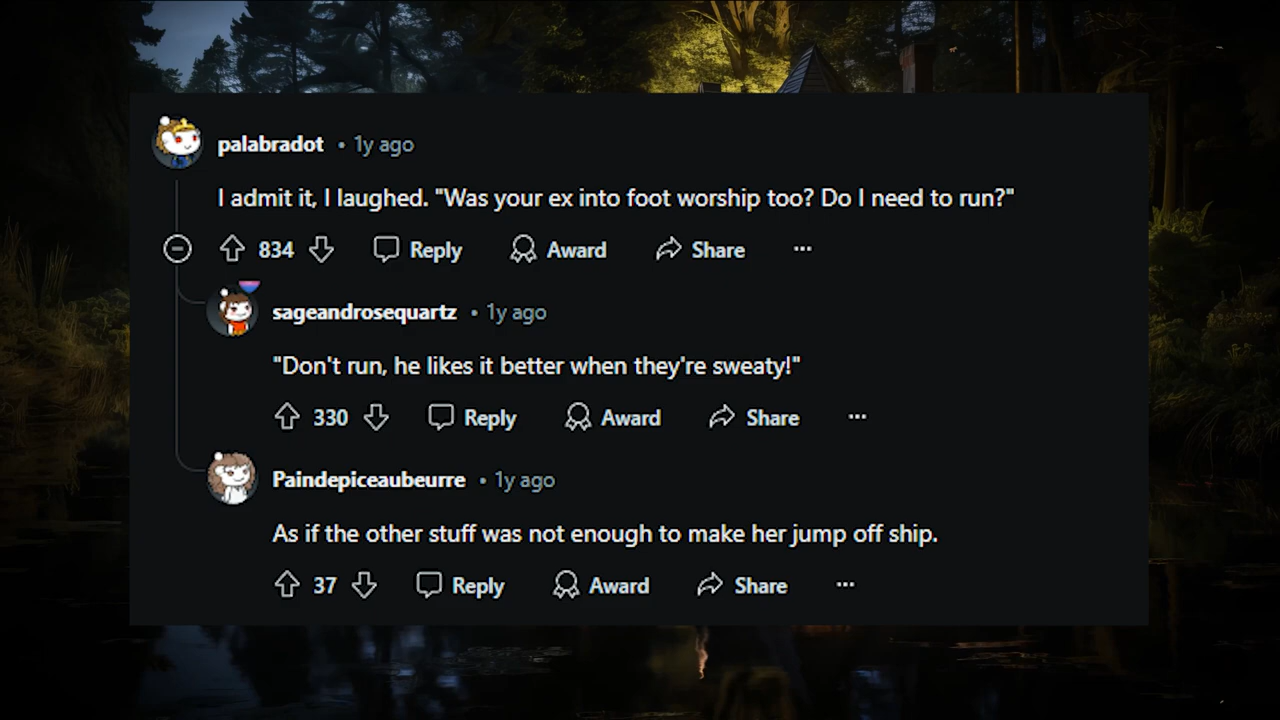 palabradot • 1y ago
I admit it, I laughed. "Was your ex into foot worship too? Do I need to run?"
834 Reply Award Share ···
sageandrosequartz • 1y ago
"Don't run, he likes it better when they're sweaty!"
330 Reply Award Share ···
Paindepiceaubeurre • 1y ago
As if the other stuff was not enough to make her jump off ship.
37 Reply Award Share ···